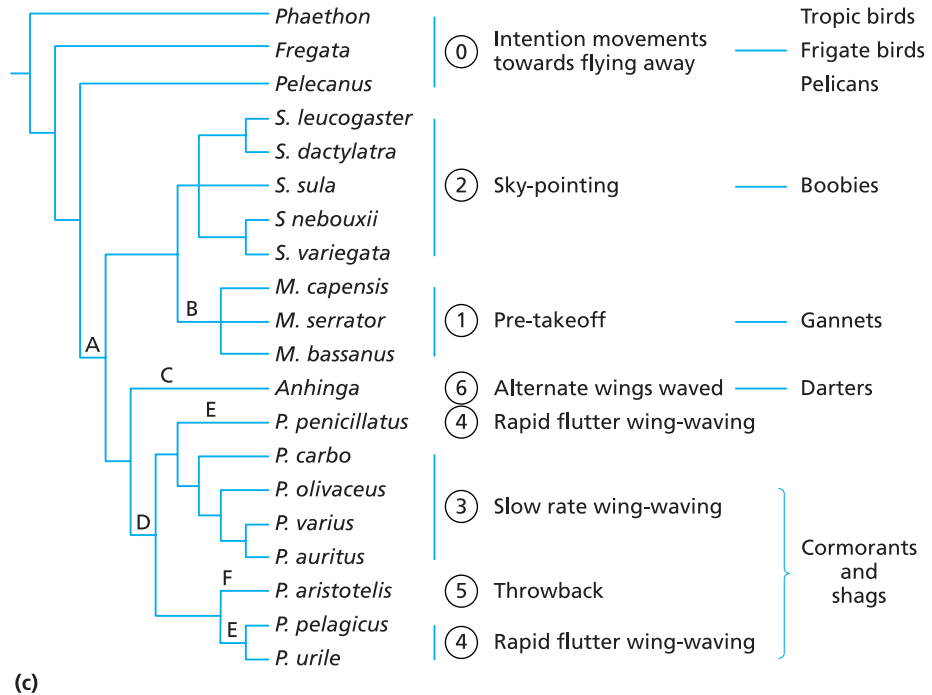 Phaethon
Fregata
Pelecanus
0 Intention movements
towards flying away
Tropic birds
Frigate birds
Pelicans
S. leucogaster
S. dactylatra
S. sula
S nebouxii
S. variegata
2 Sky-pointing
Boobies
B
M. capensis
M. serrator
M. bassanus
1 Pre-takeoff
Gannets
A
C
Anhinga
6 Alternate wings waved
Darters
E
P. penicillatus
4 Rapid flutter wing-waving
D
P. carbo
P. olivaceus
P. varius
P. auritus
3 Slow rate wing-waving
F
P. aristotelis
5 Throwback
E
P. pelagicus
P. urile
4 Rapid flutter wing-waving
Cormorants
and
shags
(c)